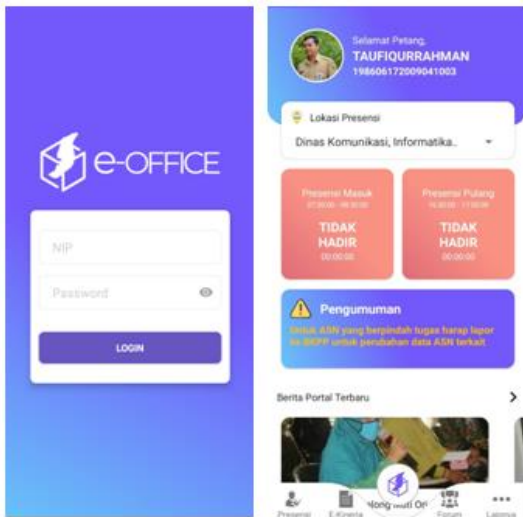 e-OFFICE
NIP
Password
LOGIN
Selamat Petang,
TAUFIQURRAHMAN
198606172009041003
Lokasi Presensi
Dinas Komunikasi, Informatika..
Presensi Masuk
TIDAK
HADIR
00:00:00
Presensi Pulang
TIDAK
HADIR
00:00:00
Pengumuman
Untuk ASN yang berpindah tugas harap lapor
ke BKPP untuk perubahan data ASN terkait
Berita Portal Terbaru
Presensi
E-Kinerja
Forum
Lainnya